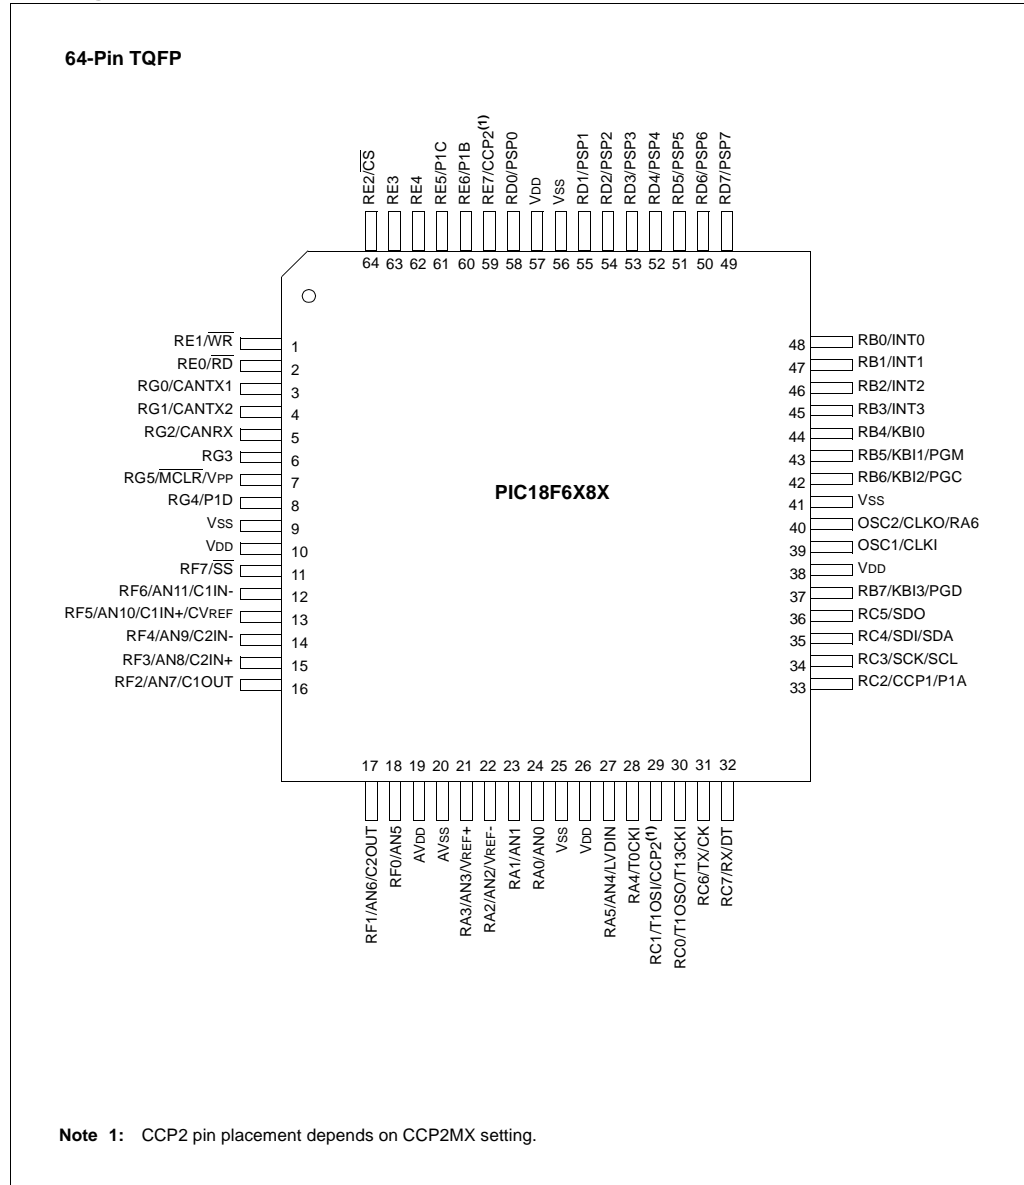 64-Pin TQFP
RE2/CS
RE3
RE4
RE5/P1C
RE6/P1B
RE7/CCP2(1)
RD0/PSP0
VDD
VSS
RD1/PSP1
RD2/PSP2
RD3/PSP3
RD4/PSP4
RD5/PSP5
RD6/PSP6
RD7/PSP7
64 63 62 61 60 59 58 57 56 55 54 53 52 51 50 49
RE1/WR 1
RE0/RD 2
RG0/CANTX1 3
RG1/CANTX2 4
RG2/CANRX 5
RG3 6
RG5/MCLR/VPP 7
RG4/P1D 8
VSS 9
VDD 10
RF7/SS 11
RF6/AN11/C1IN- 12
RF5/AN10/C1IN+/CVREF 13
RF4/AN9/C2IN- 14
RF3/AN8/C2IN+ 15
RF2/AN7/C1OUT 16
PIC18F6X8X
48 RB0/INT0
47 RB1/INT1
46 RB2/INT2
45 RB3/INT3
44 RB4/KBI0
43 RB5/KBI1/PGM
42 RB6/KBI2/PGC
41 VSS
40 OSC2/CLKO/RA6
39 OSC1/CLKI
38 VDD
37 RB7/KBI3/PGD
36 RC5/SDO
35 RC4/SDI/SDA
34 RC3/SCK/SCL
33 RC2/CCP1/P1A
17 18 19 20 21 22 23 24 25 26 27 28 29 30 31 32
RF1/AN6/C2OUT
RF0/AN5
AVDD
AVSS
RA3/AN3/VREF+
RA2/AN2/VREF-
RA1/AN1
RA0/AN0
VSS
VDD
RA5/AN4/LVDIN
RA4/T0CKI
RC1/T1OSI/CCP2(1)
RC0/T1OSO/T13CKI
RC6/TX/CK
RC7/RX/DT
Note 1: CCP2 pin placement depends on CCP2MX setting.